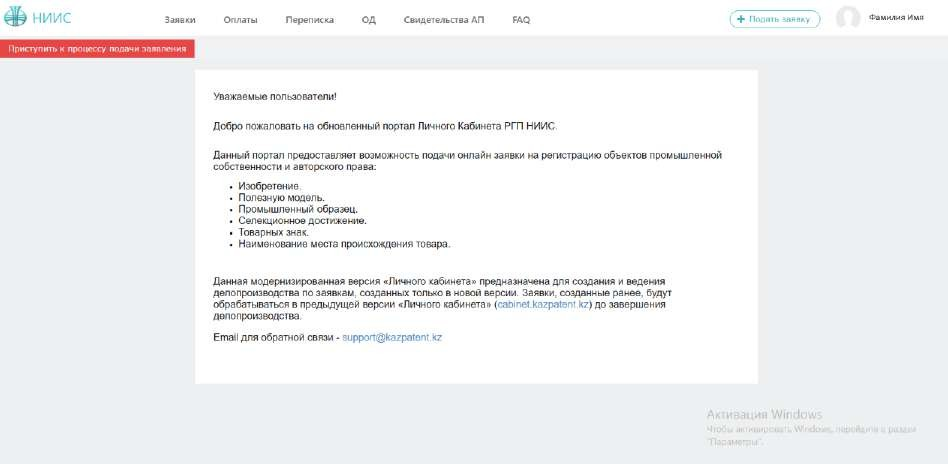 НИИС
Заявки Оплаты Переписка ОД Свидетельства АП FAQ
Подать заявку
Фамилия Имя
Приступить к процессу подачи заявления
Уважаемые пользователи!
Добро пожаловать на обновленный портал Личного Кабинета РГП НИИС.
Данный портал предоставляет возможность подачи онлайн заявки на регистрацию объектов промышленной
собственности и авторского права:
• Изобретение.
• Полезную модель.
• Промышленный образец.
• Селекционное достижение.
• Товарных знак.
• Наименование места происхождения товара.
Данная модернизированная версия «Личного кабинета» предназначена для создания и ведения
делопроизводства по заявкам, созданных только в новой версии. Заявки, созданные ранее, будут
обрабатываться в предыдущей версии «Личного кабинета» (cabinet.kazpatent.kz) до завершения
делопроизводства.
Email для обратной связи - support@kazpatent.kz
Активация Windows
Чтобы активировать Windows, перейдите в раздел
"Параметры".